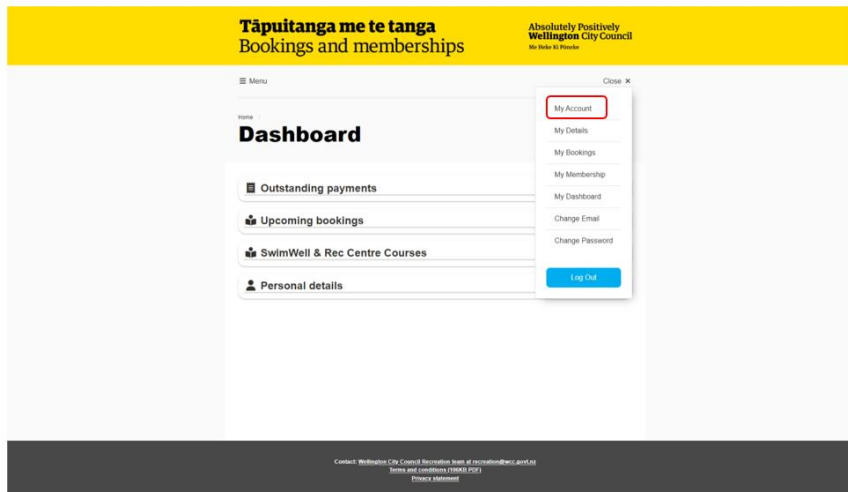 Tāpuitanga me te tanga
Bookings and memberships
Absolutely Positively
Wellington City Council
Me Heke Ki Pōneke
☰ Menu
Close ×
Home
Dashboard
My Account
My Details
My Bookings
My Membership
My Dashboard
Change Email
Change Password
Log Out
Outstanding payments
Upcoming bookings
SwimWell & Rec Centre Courses
Personal details
Contact: Wellington City Council Recreation team at recreation@wcc.govt.nz
Terms and conditions (196KB PDF)
Privacy statement